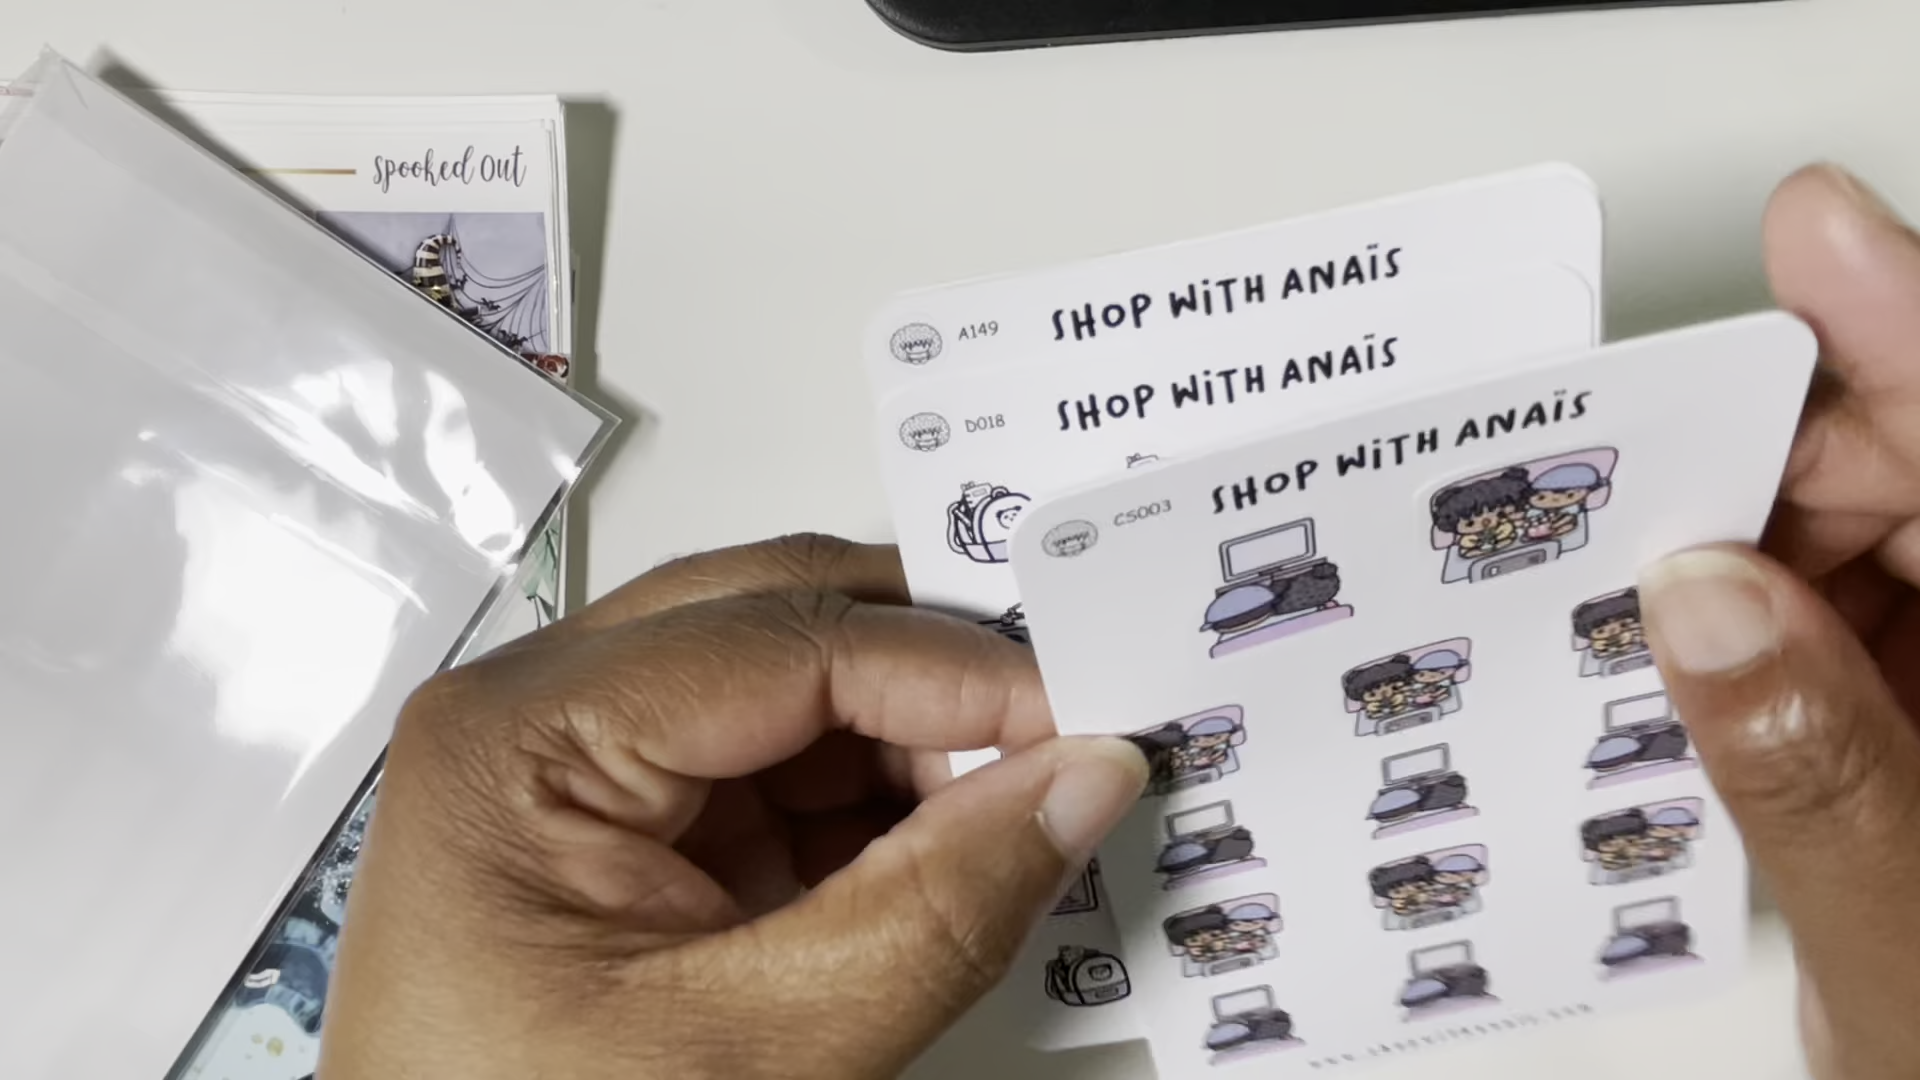 spooked out
A149 SHOP WiTH ANAÏS
D018 SHOP WiTH ANAÏS
CS003 SHOP WiTH ANAÏS